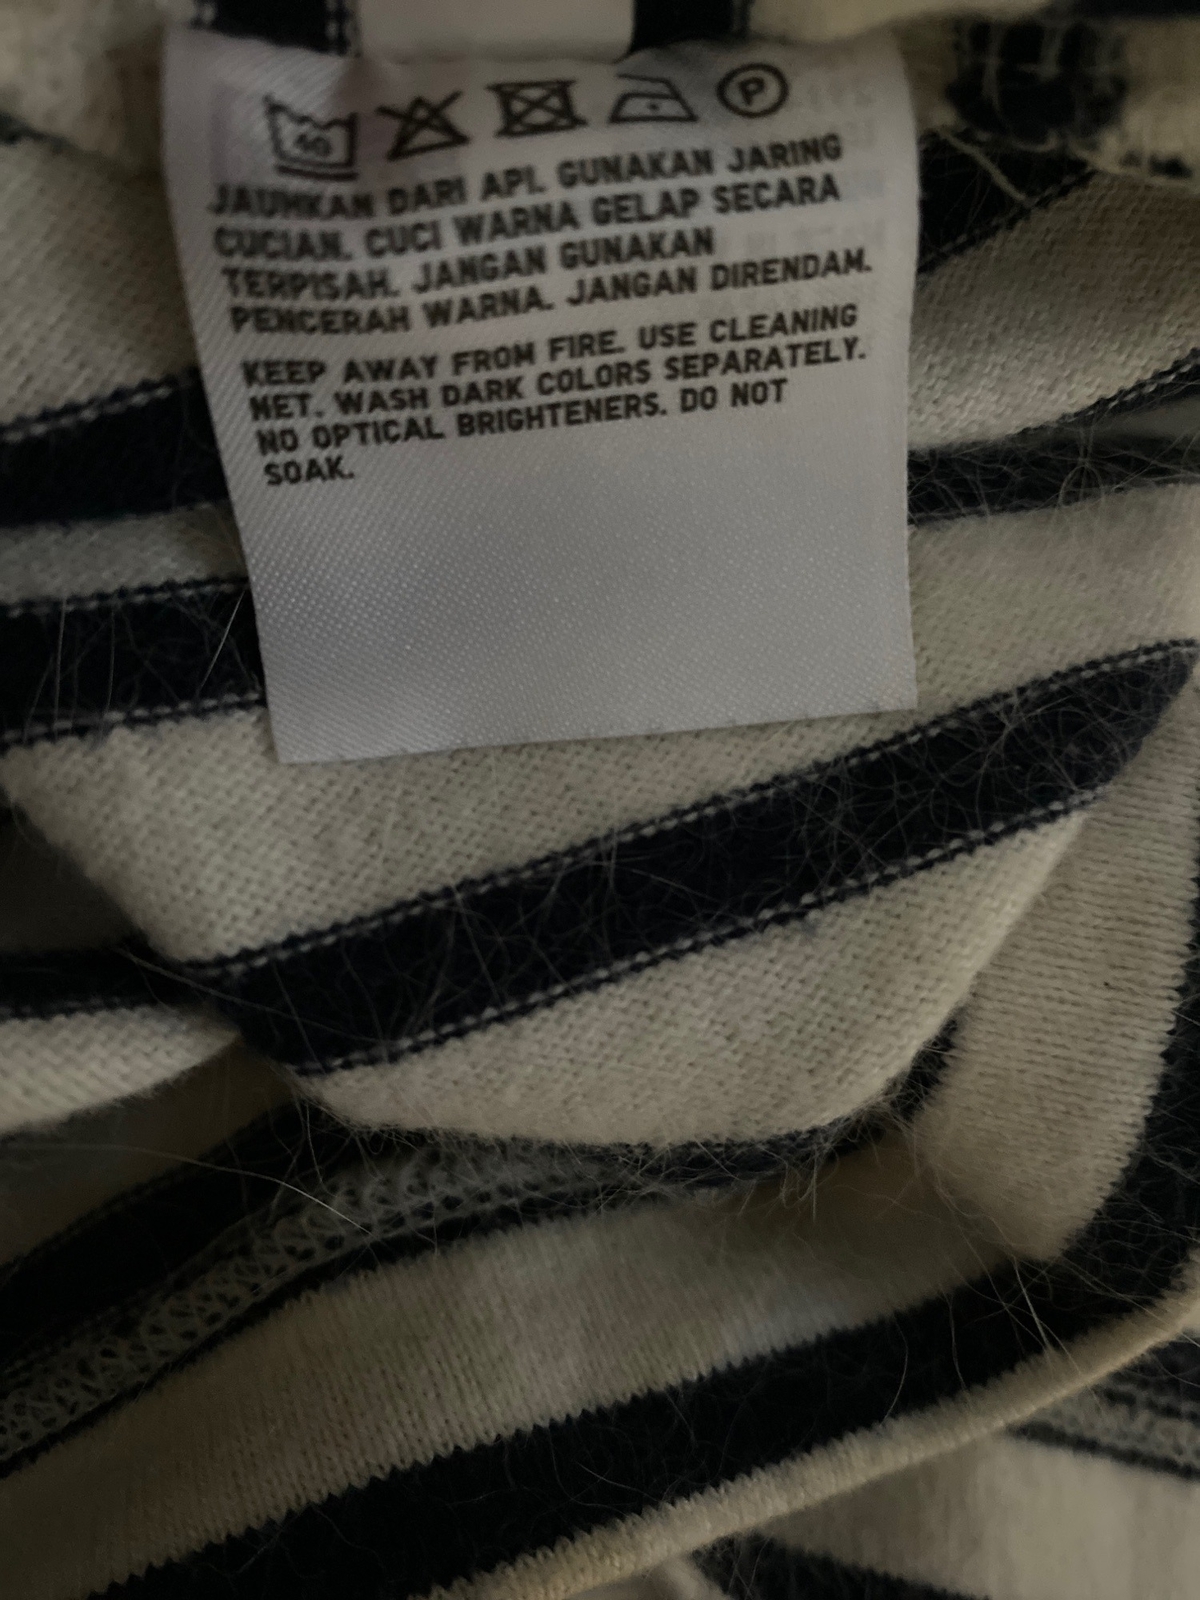 40 P
JAUHKAN DARI API. GUNAKAN JARING
CUCIAN. CUCI WARNA GELAP SECARA
TERPISAH. JANGAN GUNAKAN
PENCERAH WARNA. JANGAN DIRENDAM.
KEEP AWAY FROM FIRE. USE CLEANING
NET. WASH DARK COLORS SEPARATELY.
NO OPTICAL BRIGHTENERS. DO NOT
SOAK.